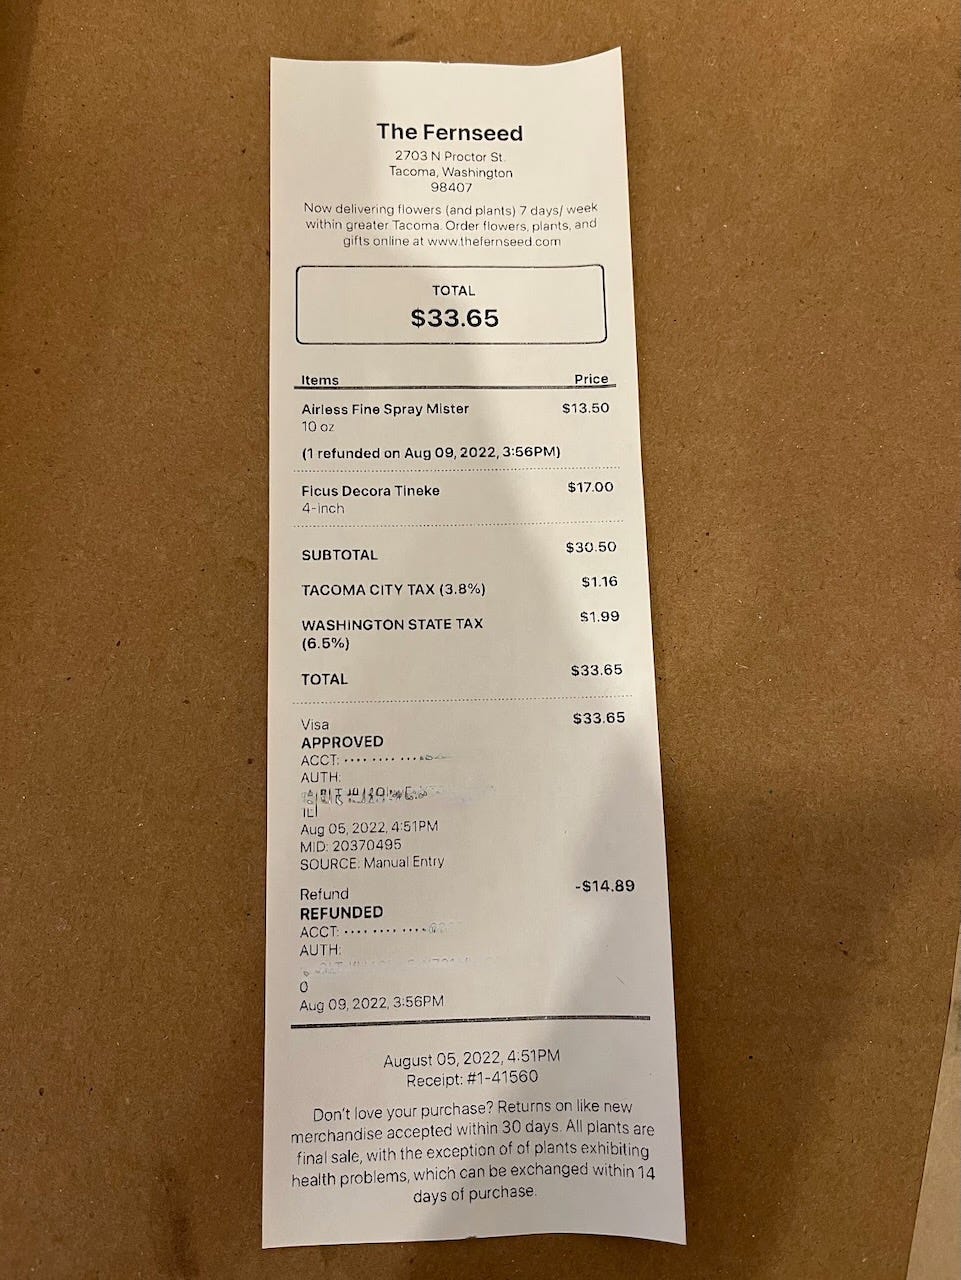 The Fernseed
2703 N Proctor St.
Tacoma, Washington
98407
Now delivering flowers (and plants) 7 days/ week
within greater Tacoma. Order flowers, plants, and
gifts online at www.thefernseed.com
TOTAL
$33.65
Items Price
Airless Fine Spray Mister $13.50
10 oz
(1 refunded on Aug 09, 2022, 3:56PM)
Ficus Decora Tineke $17.00
4-inch
SUBTOTAL $30.50
TACOMA CITY TAX (3.8%) $1.16
WASHINGTON STATE TAX $1.99
(6.5%)
TOTAL $33.65
Visa $33.65
APPROVED
ACCT:
AUTH:
Aug 05, 2022, 4:51PM
MID: 20370495
SOURCE: Manual Entry
Refund -$14.89
REFUNDED
ACCT:
AUTH:
0
Aug 09, 2022, 3:56PM
August 05, 2022, 4:51PM
Receipt: #1-41560
Don't love your purchase? Returns on like new
merchandise accepted within 30 days. All plants are
final sale, with the exception of of plants exhibiting
health problems, which can be exchanged within 14
days of purchase.